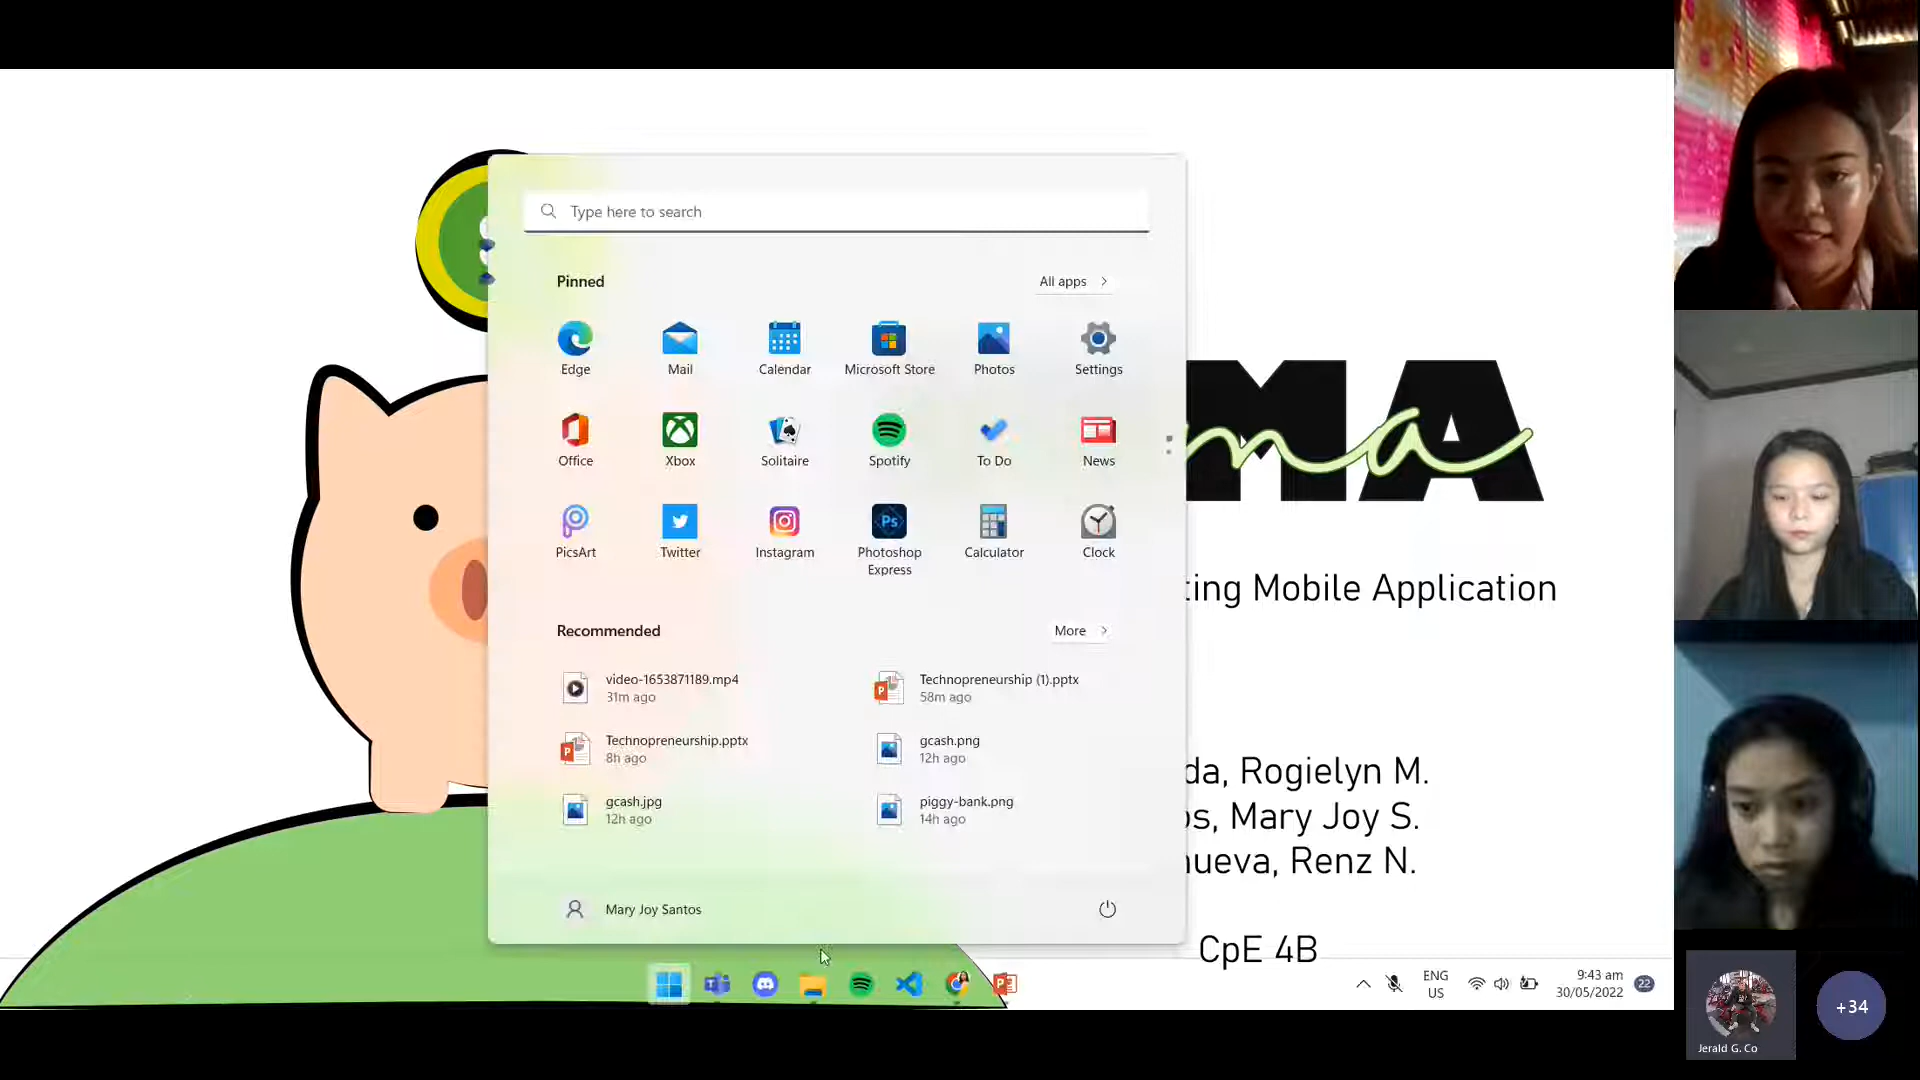 Type here to search
Pinned
All apps
Edge
Mail
Calendar
Microsoft Store
Photos
Settings
Office
Xbox
Solitaire
Spotify
To Do
News
PicsArt
Twitter
Instagram
Ps
Photoshop
Express
Calculator
Clock
Recommended
More
video-1653871189.mp4
31m ago
Technopreneurship (1).pptx
58m ago
Technopreneurship.pptx
8h ago
gcash.png
12h ago
gcash.jpg
12h ago
piggy-bank.png
14h ago
Mary Joy Santos
MA
ma
ting Mobile Application
da, Rogielyn M.
os, Mary Joy S.
nueva, Renz N.
CpE 4B
ENG
US
9:43 am
30/05/2022
22
Jerald G. Co
+34